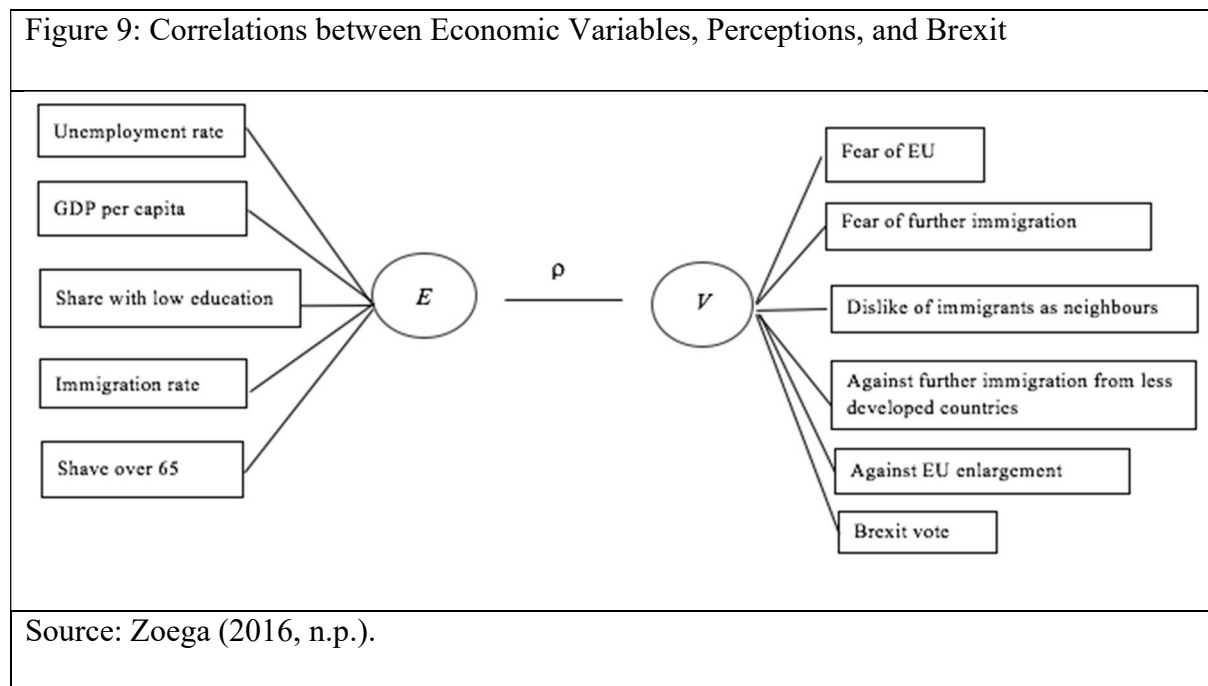 Figure 9: Correlations between Economic Variables, Perceptions, and Brexit
Unemployment rate
GDP per capita
Share with low education
Immigration rate
Shave over 65
E
ρ
V
Fear of EU
Fear of further immigration
Dislike of immigrants as neighbours
Against further immigration from less
developed countries
Against EU enlargement
Brexit vote
Source: Zoega (2016, n.p.).